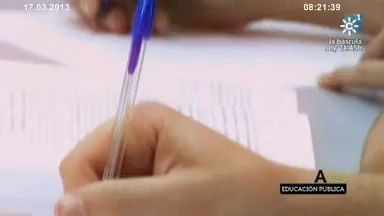 17.03.2013
08:21:39
la báscula
hoy 21:45h
A
EDUCACIÓN PÚBLICA